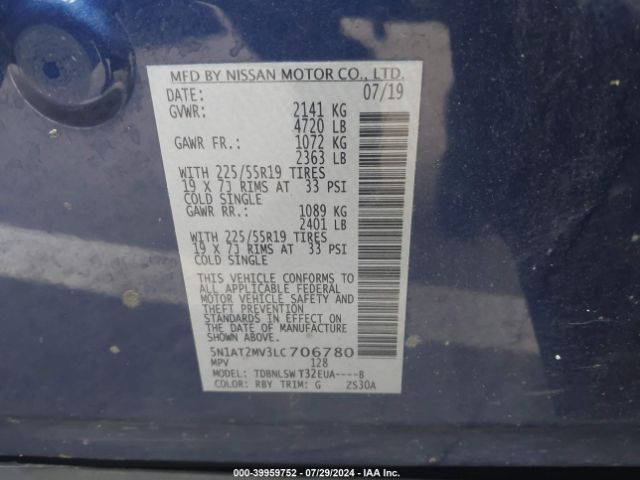 MFD BY NISSAN MOTOR CO., LTD.
DATE: 07/19
GVWR: 2141 KG
4720 LB
GAWR FR.: 1072 KG
2363 LB
WITH 225/55R19 TIRES
19 X 7J RIMS AT 33 PSI
COLD SINGLE
GAWR RR.: 1089 KG
2401 LB
WITH 225/55R19 TIRES
19 X 7J RIMS AT 33 PSI
COLD SINGLE
THIS VEHICLE CONFORMS TO
ALL APPLICABLE FEDERAL
MOTOR VEHICLE SAFETY AND
THEFT PREVENTION
STANDARDS IN EFFECT ON
THE DATE OF MANUFACTURE
SHOWN ABOVE.
5N1AT2MV3LC706780
MPV 128
MODEL: TDBNLSW T32EUA----B
COLOR: RBY TRIM: G ZS30A
000-39959752 - 07/29/2024 - IAA Inc.